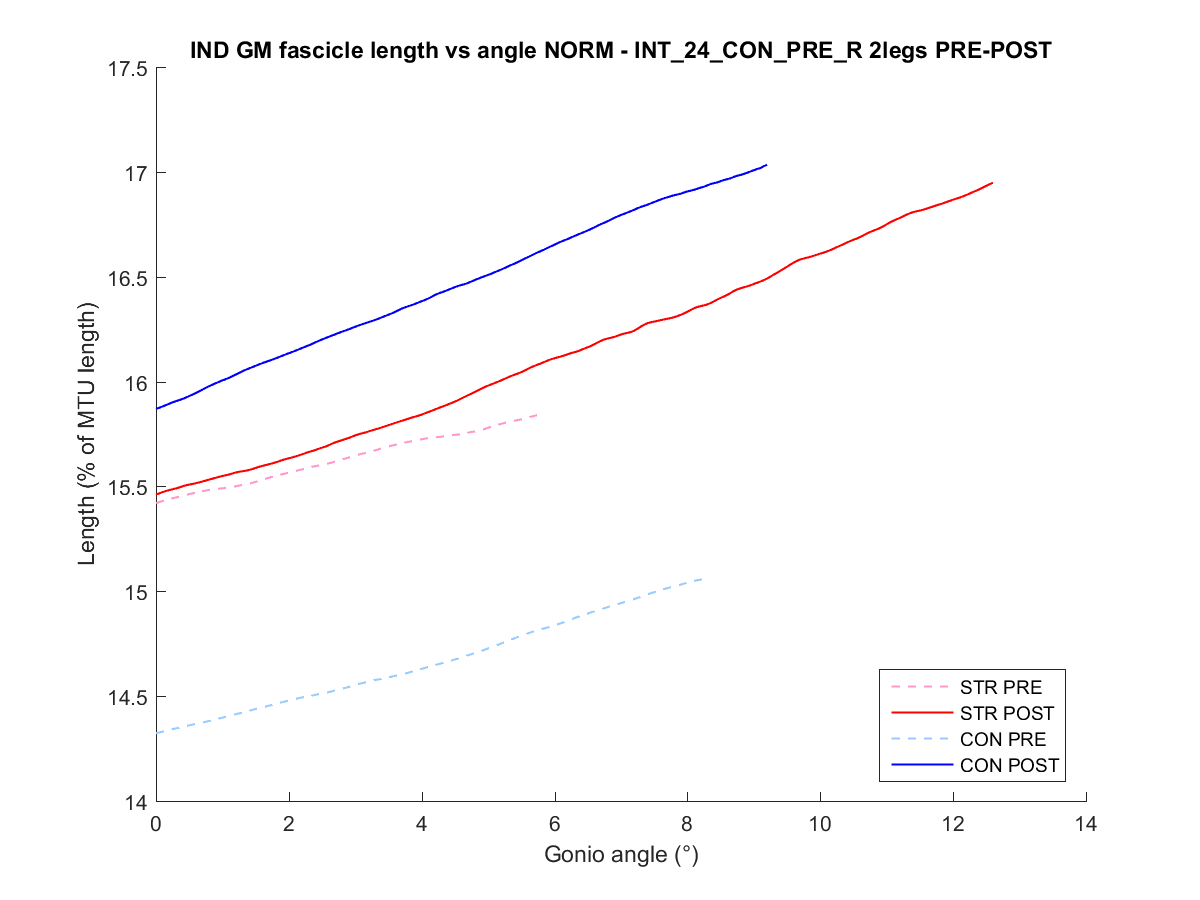 IND GM fascicle length vs angle NORM - INT_24_CON_PRE_R 2legs PRE-POST
Length (% of MTU length)
17.5
17
16.5
16
15.5
15
14.5
14
0 2 4 6 8 10 12 14
Gonio angle (°)
STR PRE
STR POST
CON PRE
CON POST